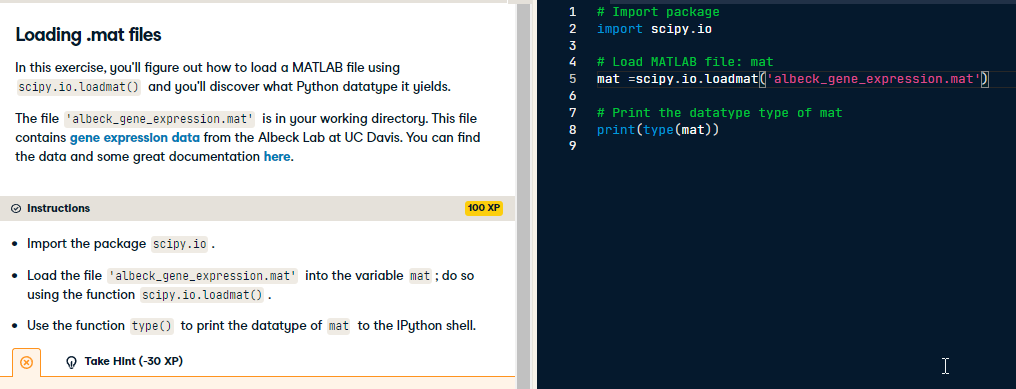 Loading .mat files
In this exercise, you'll figure out how to load a MATLAB file using
scipy.io.loadmat() and you'll discover what Python datatype it yields.
The file 'albeck_gene_expression.mat' is in your working directory. This file
contains gene expression data from the Albeck Lab at UC Davis. You can find
the data and some great documentation here.
Instructions
100 XP
Import the package scipy.io .
Load the file 'albeck_gene_expression.mat' into the variable mat ; do so
using the function scipy.io.loadmat() .
Use the function type() to print the datatype of mat to the IPython shell.
Take Hint (-30 XP)
1 # Import package
2 import scipy.io
3
4 # Load MATLAB file: mat
5 mat =scipy.io.loadmat('albeck_gene_expression.mat')
6
7 # Print the datatype type of mat
8 print(type(mat))
9